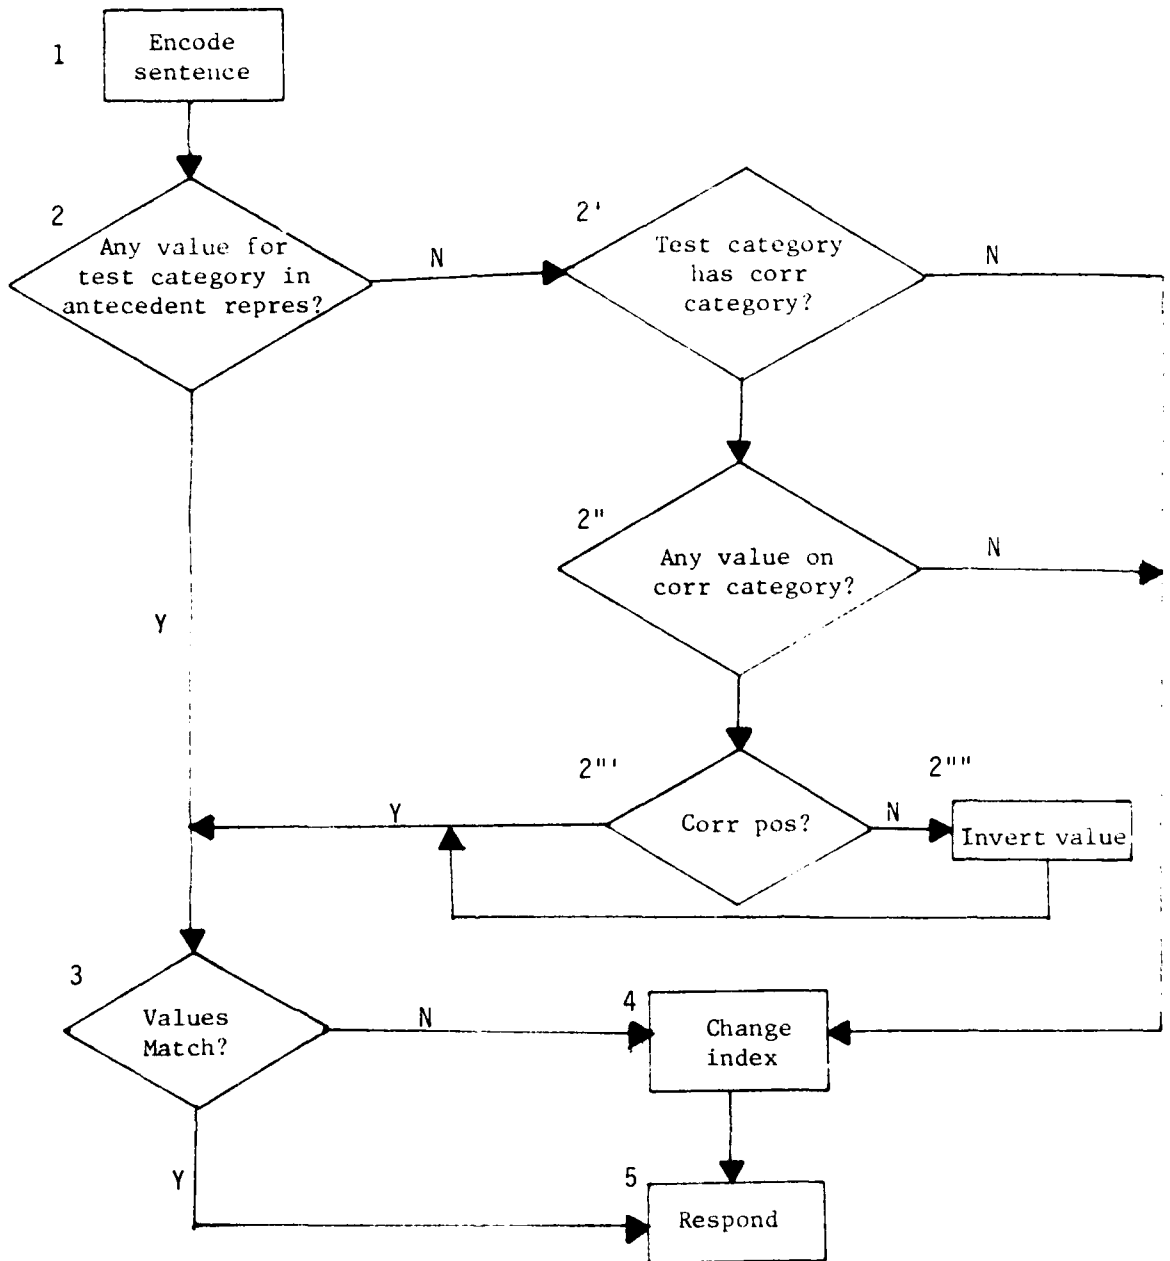 1
Encode
sentence
2
Any value for
test category in
antecedent repres?
N
2'
Test category
has corr
category?
N
2"
Any value on
corr category?
N
Y
2"'
Corr pos?
Y
N
2""
Invert value
3
Values
Match?
N
4
Change
index
Y
5
Respond